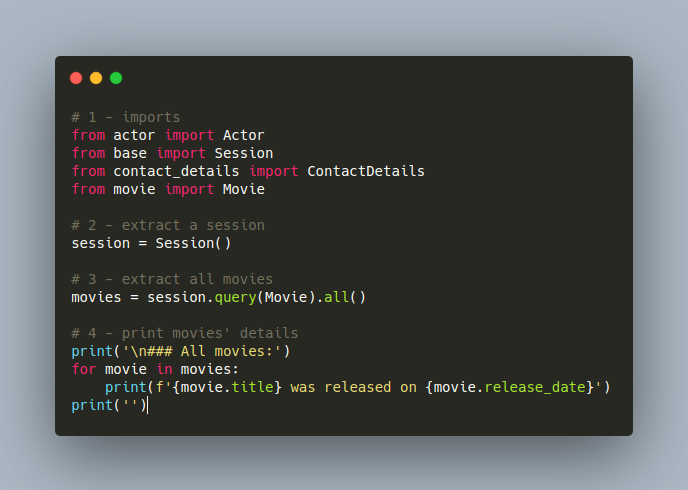 # 1 - imports
from actor import Actor
from base import Session
from contact_details import ContactDetails
from movie import Movie

# 2 - extract a session
session = Session()

# 3 - extract all movies
movies = session.query(Movie).all()

# 4 - print movies' details
print('\n### All movies:')
for movie in movies:
    print(f'{movie.title} was released on {movie.release_date}')
print('')